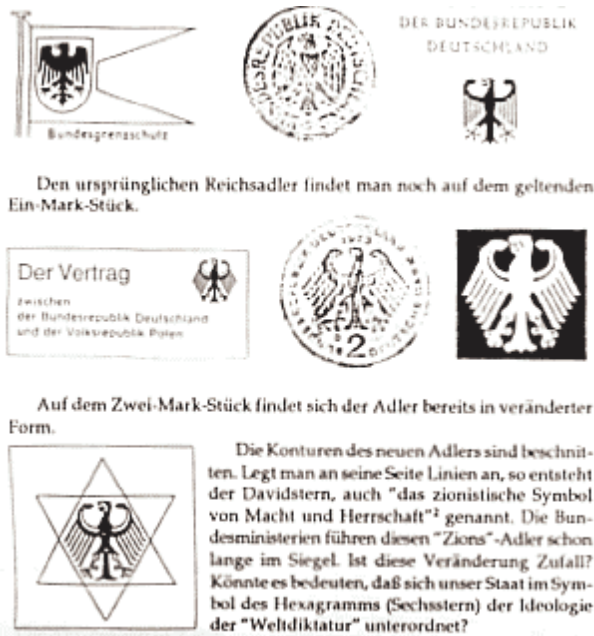 DER BUNDESREPUBLIK
DEUTSCHLAND
Bundesgrenzschutz
Den ursprünglichen Reichsadler findet man noch auf dem geltenden
Ein-Mark-Stück.
Der Vertrag
zwischen
der Bundesrepublik Deutschland
und der Volksrepublik Polen
2
Auf dem Zwei-Mark-Stück findet sich der Adler bereits in veränderter
Form.
Die Konturen des neuen Adlers sind beschnit-
ten. Legt man an seine Seite Linien an, so entsteht
der Davidstern, auch "das zionistische Symbol
von Macht und Herrschaft"² genannt. Die Bun-
desministerien führen diesen "Zions"-Adler schon
lange im Siegel. Ist diese Veränderung Zufall?
Könnte es bedeuten, daß sich unser Staat im Sym-
bol des Hexagramms (Sechsstern) der Ideologie
der "Weltdiktatur" unterordnet?